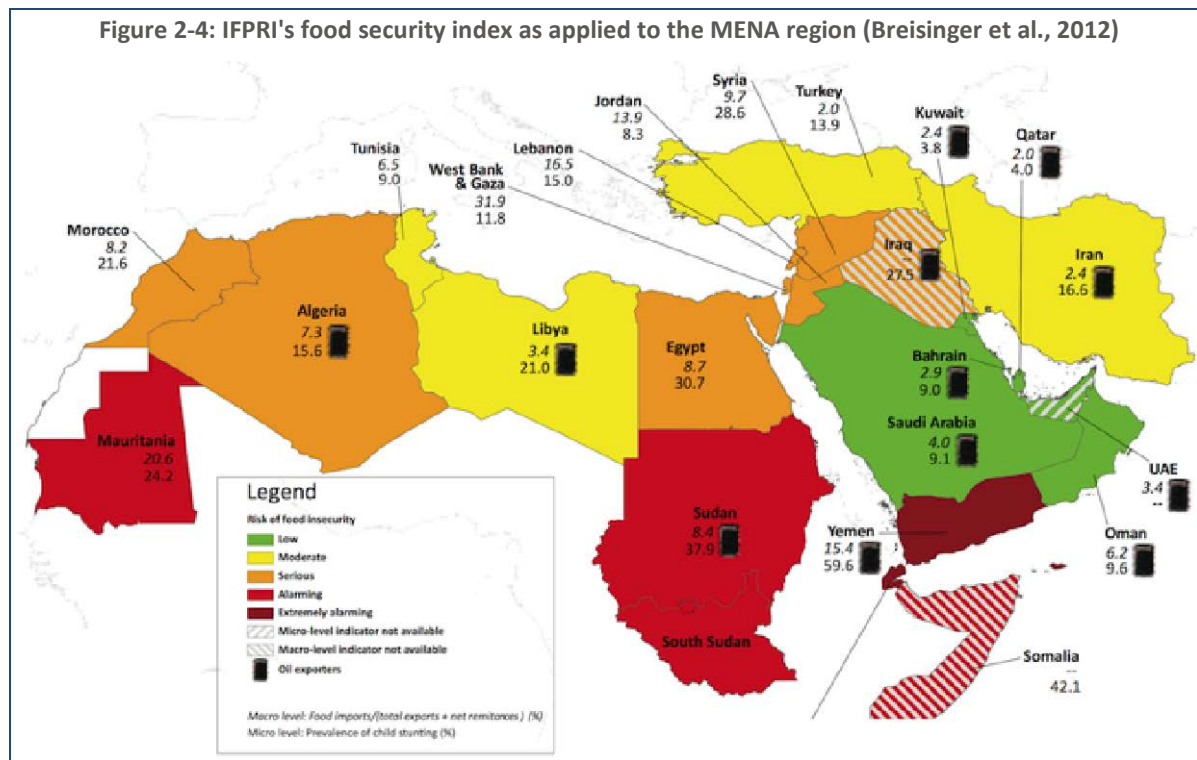 Figure 2-4: IFPRI's food security index as applied to the MENA region (Breisinger et al., 2012)
Syria
9.7
28.6
Turkey
2.0
13.9
Jordan
13.9
8.3
Kuwait
2.4
3.8
Qatar
2.0
4.0
Lebanon
16.5
15.0
Tunisia
6.5
9.0
West Bank
& Gaza
31.9
11.8
Morocco
8.2
21.6
Iraq
--
27.5
Iran
2.4
16.6
Algeria
7.3
15.6
Libya
3.4
21.0
Egypt
8.7
30.7
Bahrain
2.9
9.0
Saudi Arabia
4.0
9.1
Mauritania
20.6
24.2
UAE
3.4
--
Sudan
8.4
37.9
Yemen
15.4
59.6
Oman
6.2
9.6
South Sudan
Somalia
--
42.1
Legend
Risk of food insecurity
Low
Moderate
Serious
Alarming
Extremely alarming
Micro-level indicator not available
Macro-level indicator not available
Oil exporters
Macro level: Food imports/(total exports + net remitances) (%)
Micro level: Prevalence of child stunting (%)